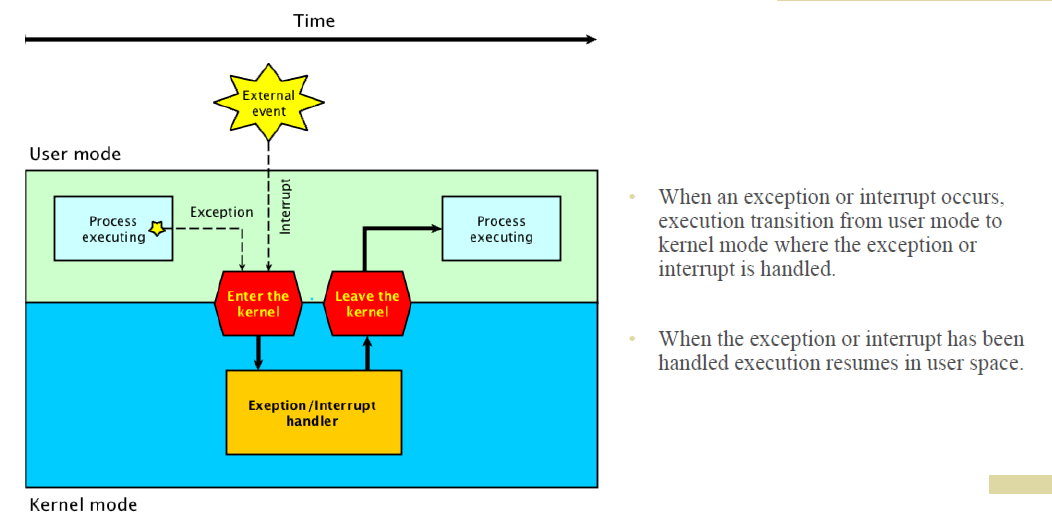 Time
External
event
User mode
Process
executing
Exception
Interrupt
Process
executing
Enter the
kernel
Leave the
kernel
Exeption/Interrupt
handler
Kernel mode
• When an exception or interrupt occurs,
execution transition from user mode to
kernel mode where the exception or
interrupt is handled.
• When the exception or interrupt has been
handled execution resumes in user space.